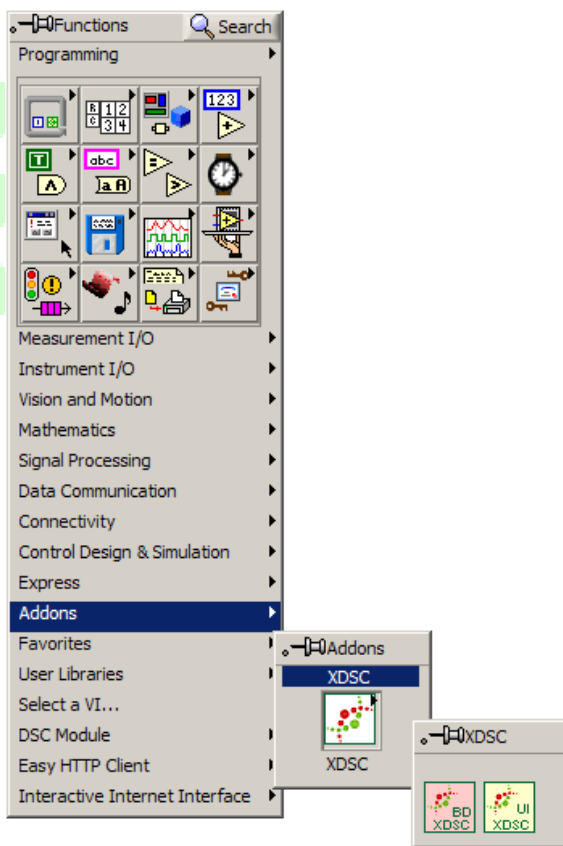 Functions
Search
Programming
1 2
3 4
123
T
abc
a A
Measurement I/O
Instrument I/O
Vision and Motion
Mathematics
Signal Processing
Data Communication
Connectivity
Control Design & Simulation
Express
Addons
Favorites
User Libraries
Select a VI...
DSC Module
Easy HTTP Client
Interactive Internet Interface
Addons
XDSC
XDSC
XDSC
BD
XDSC
UI
XDSC